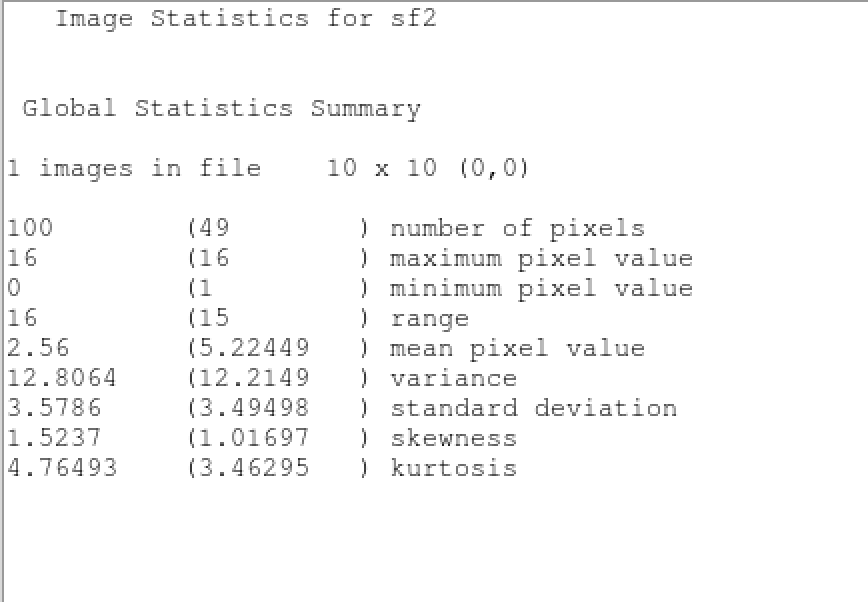 Image Statistics for sf2
Global Statistics Summary
1 images in file    10 x 10 (0,0)
100        (49        ) number of pixels
16         (16        ) maximum pixel value
0          (1         ) minimum pixel value
16         (15        ) range
2.56       (5.22449   ) mean pixel value
12.8064    (12.2149   ) variance
3.5786     (3.49498   ) standard deviation
1.5237     (1.01697   ) skewness
4.76493    (3.46295   ) kurtosis